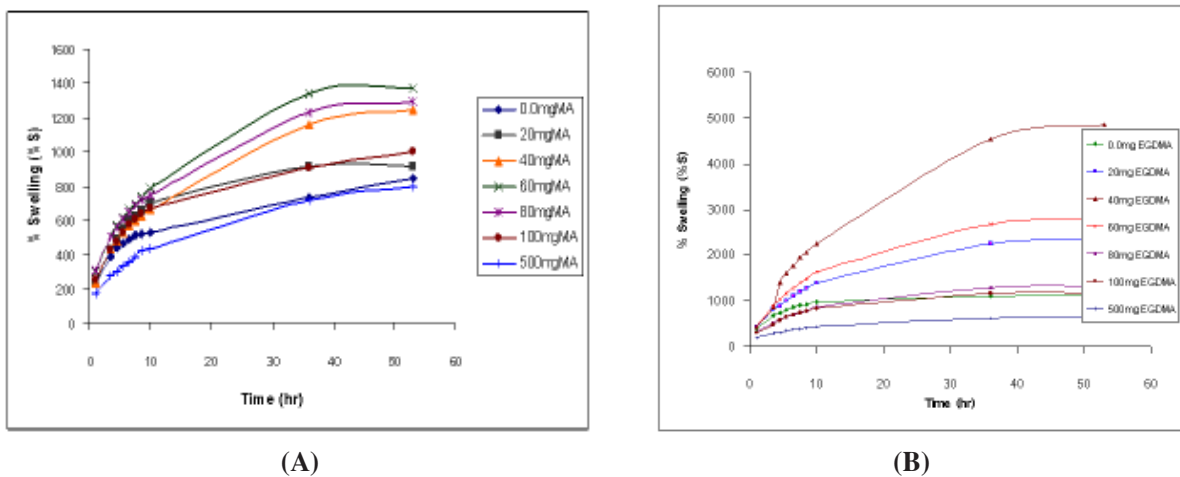 1600
1400
1200
1000
800
600
400
200
0
% Swelling (% S)
0 10 20 30 40 50 60
Time (hr)
0.0mgMA
20mgMA
40mgMA
60mgMA
80mgMA
100mgMA
500mgMA
(A)
6000
5000
4000
3000
2000
1000
0
% Swelling (%S)
0 10 20 30 40 50 60
Time (hr)
0.0mg EGDMA
20mg EGDMA
40mg EGDMA
60mg EGDMA
80mg EGDMA
100mg EGDMA
500mg EGDMA
(B)